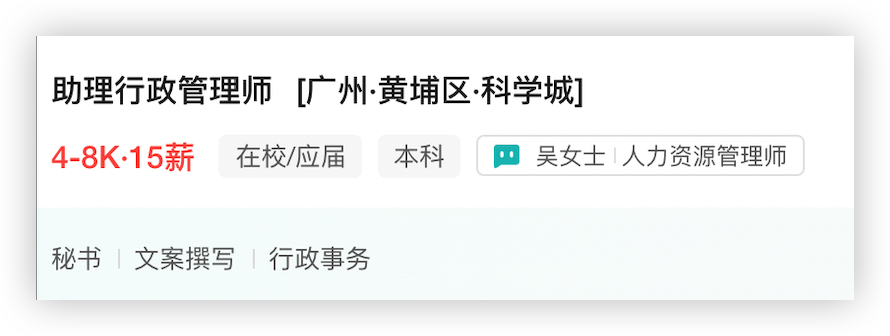 助理行政管理师 [广州·黄埔区·科学城]
4-8K·15薪 在校/应届 本科 吴女士 | 人力资源管理师
秘书 | 文案撰写 | 行政事务